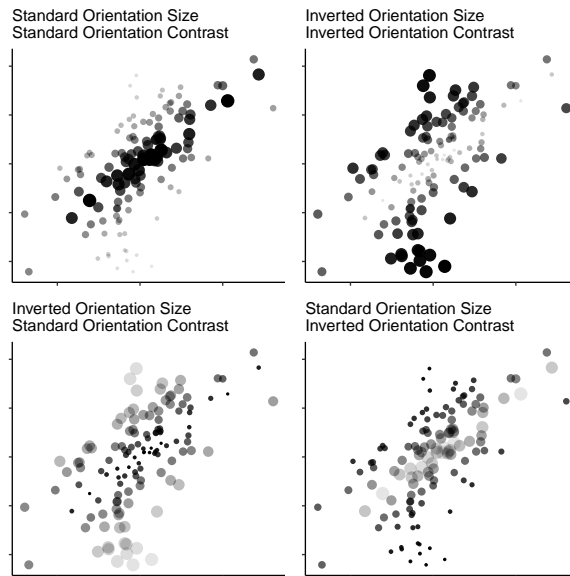 Standard Orientation Size
Standard Orientation Contrast
Inverted Orientation Size
Inverted Orientation Contrast
Inverted Orientation Size
Standard Orientation Contrast
Standard Orientation Size
Inverted Orientation Contrast